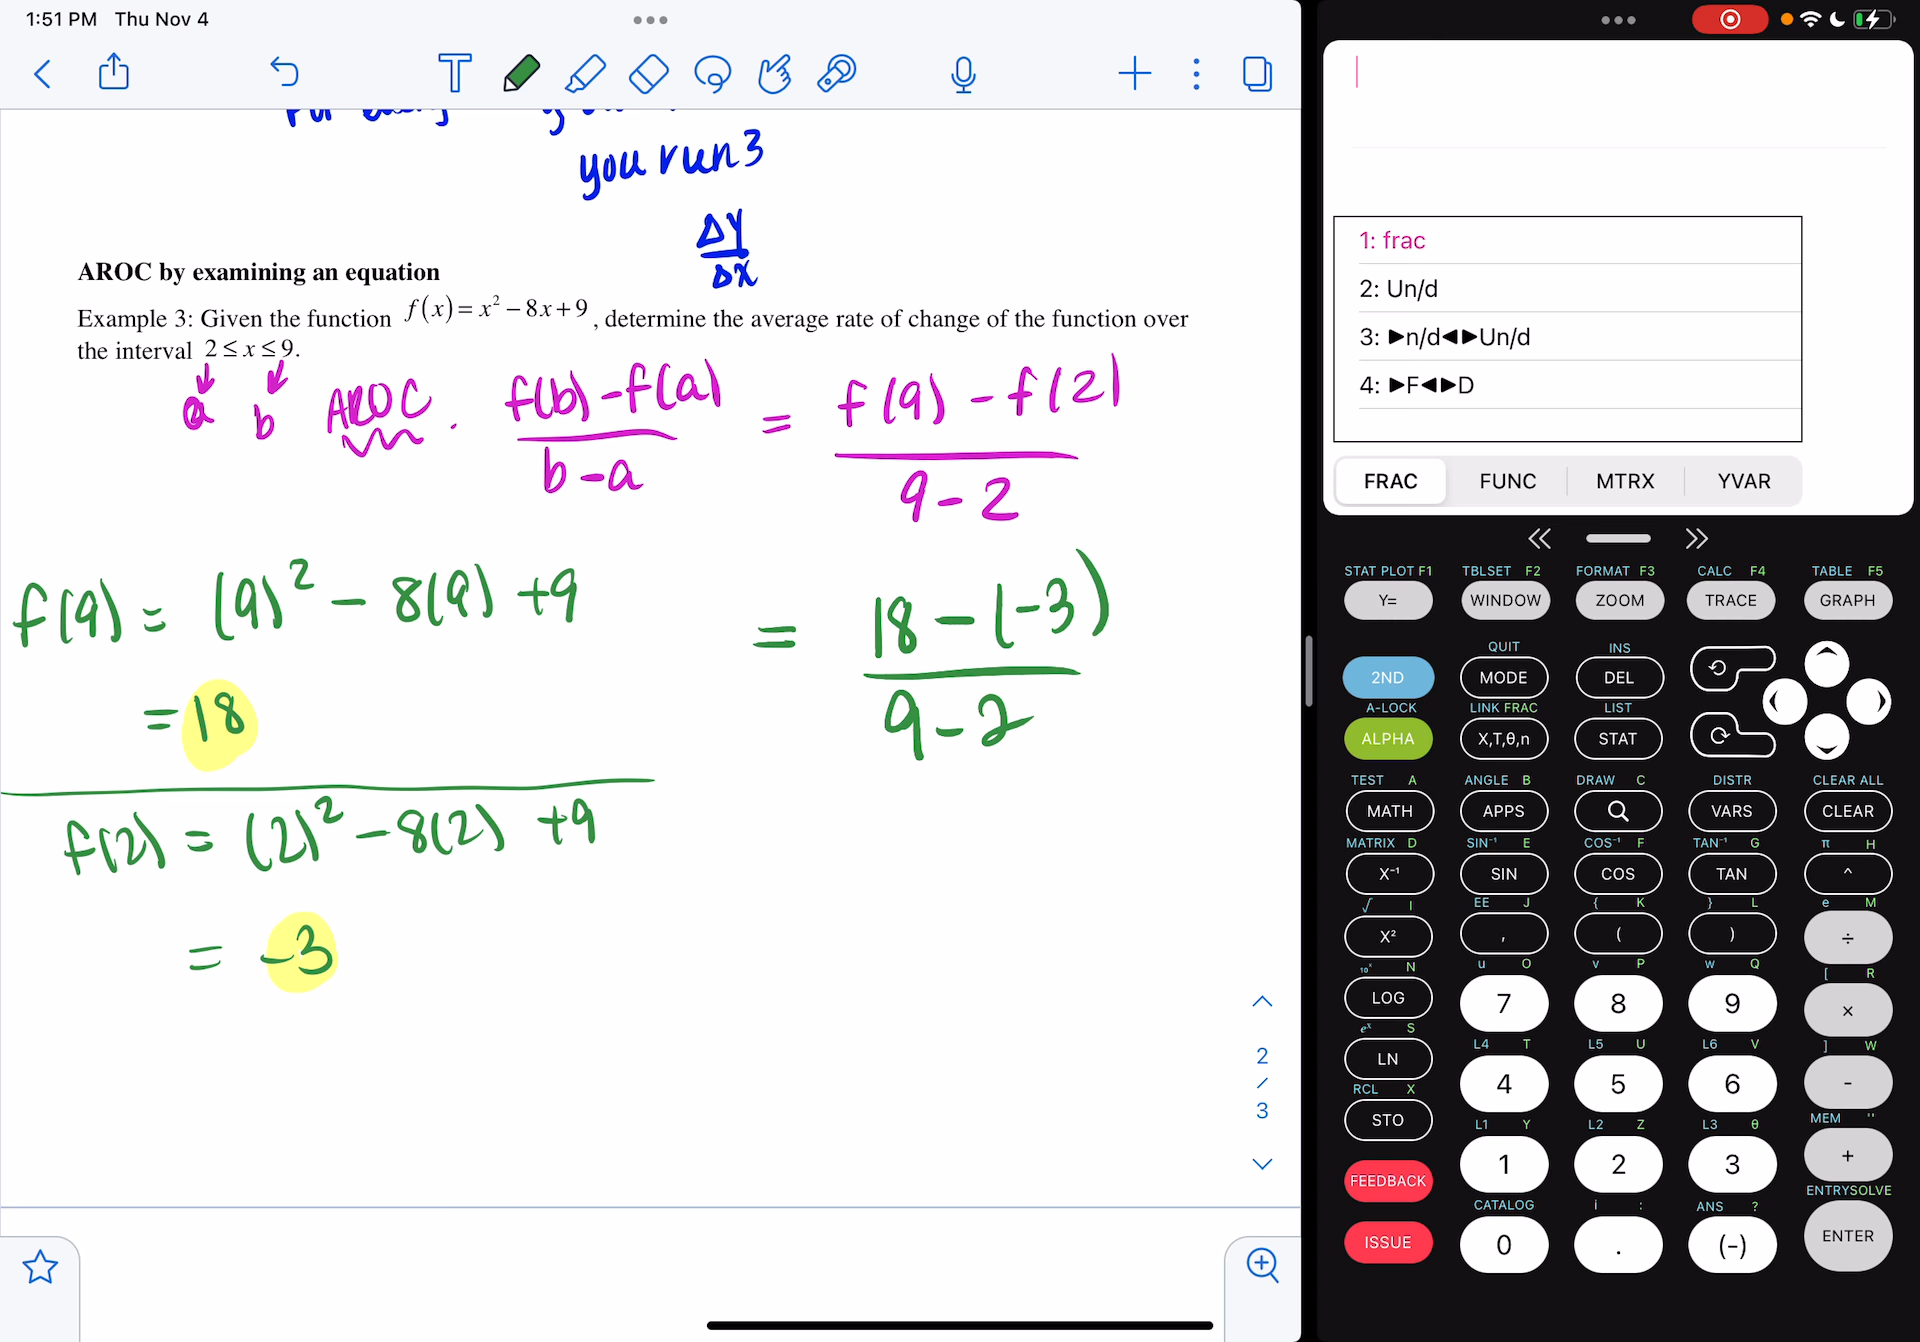 1:51 PM Thu Nov 4
you run 3
Δy
Δx
AROC by examining an equation
Example 3: Given the function f(x) = x² − 8x + 9, determine the average rate of change of the function over
the interval 2 ≤ x ≤ 9.
a b AROC. f(b) - f(a) = f(9) - f(2)
b - a 9 - 2
f(9) = (9)² - 8(9) + 9
= 18
= 18 - (-3)
9 - 2
f(2) = (2)² - 8(2) + 9
= -3
2
/
3
1: frac
2: Un/d
3: ►n/d◄►Un/d
4: ►F◄►D
FRAC FUNC MTRX YVAR
STAT PLOT F1 TBLSET F2 FORMAT F3 CALC F4 TABLE F5
Y= WINDOW ZOOM TRACE GRAPH
QUIT INS
2ND MODE DEL
A-LOCK LINK FRAC LIST
ALPHA X,T,θ,n STAT
TEST A ANGLE B DRAW C DISTR CLEAR ALL
MATH APPS VARS CLEAR
MATRIX D SIN⁻¹ E COS⁻¹ F TAN⁻¹ G π H
X⁻¹ SIN COS TAN ^
√ I EE J { K } L e M
X² , ( ) ÷
10ˣ N u O v P w Q [ R
LOG 7 8 9 ×
eˣ S L4 T L5 U L6 V ] W
LN 4 5 6 -
RCL X L1 Y L2 Z L3 θ MEM "
STO 1 2 3 +
FEEDBACK
CATALOG i : ANS ? ENTRY SOLVE
ISSUE 0 . (-) ENTER